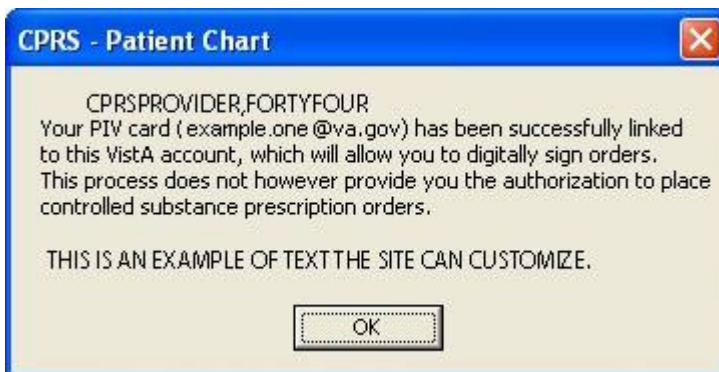 CPRS - Patient Chart
CPRSPROVIDER,FORTYFOUR
Your PIV card (example.one@va.gov) has been successfully linked
to this VistA account, which will allow you to digitally sign orders.
This process does not however provide you the authorization to place
controlled substance prescription orders.
THIS IS AN EXAMPLE OF TEXT THE SITE CAN CUSTOMIZE.
OK